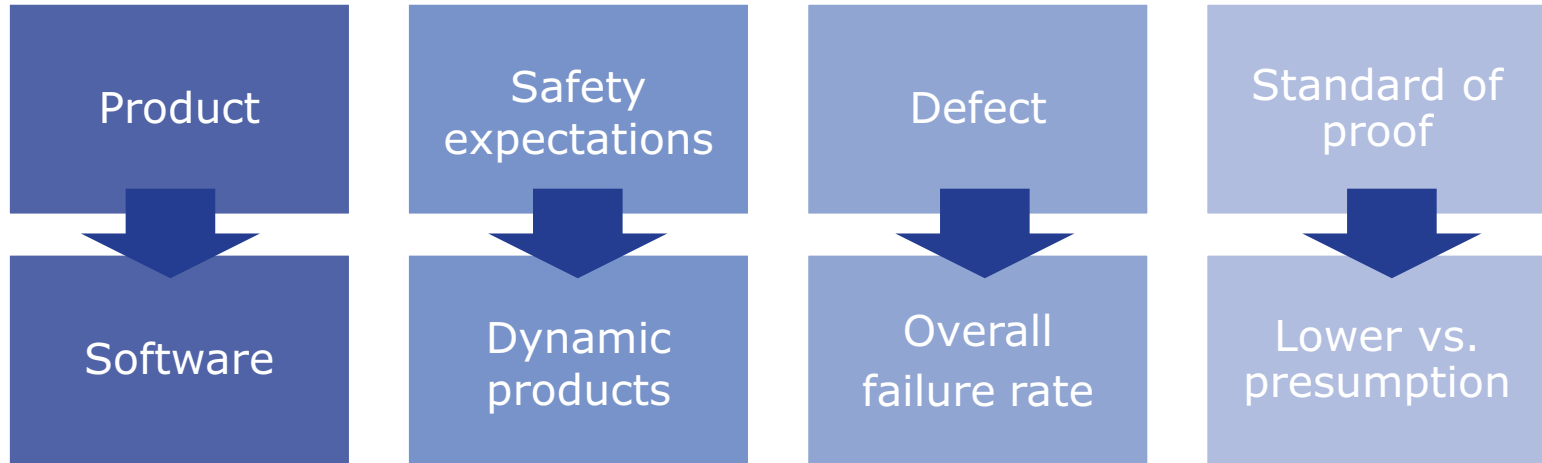 Product
Safety
expectations
Defect
Standard of
proof
Software
Dynamic
products
Overall
failure rate
Lower vs.
presumption